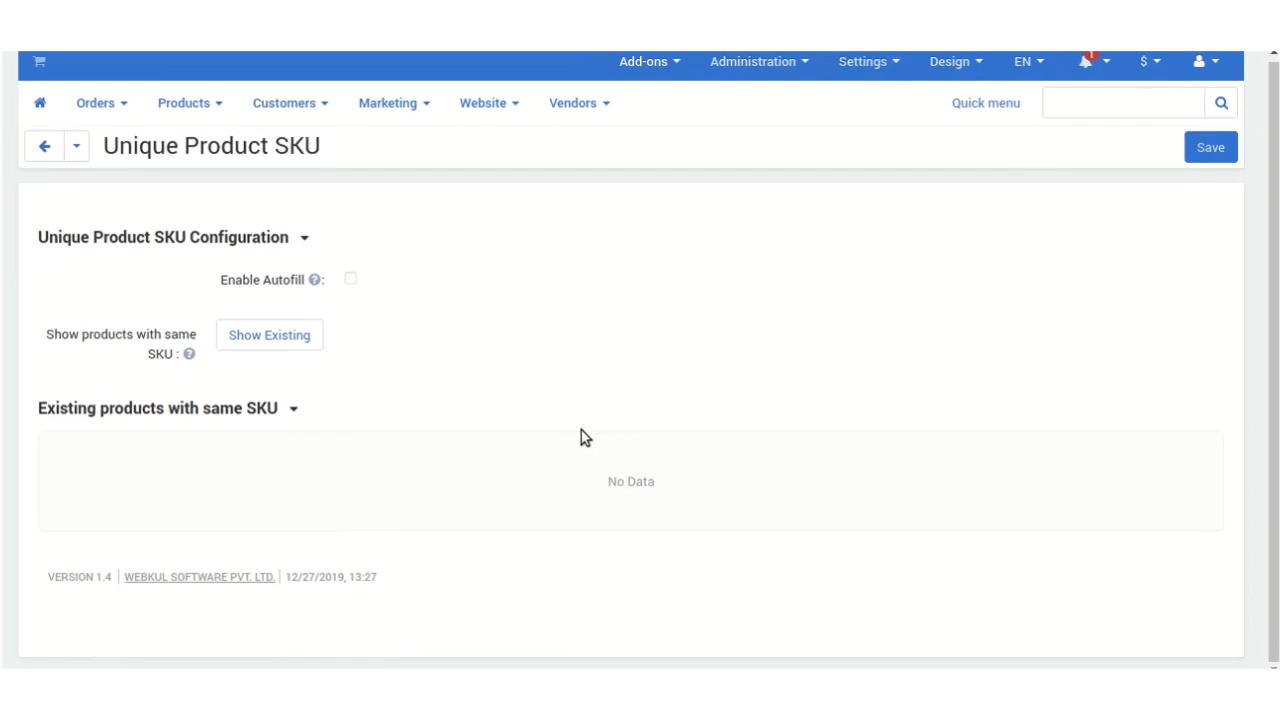 Add-ons Administration Settings Design EN 1 $
Orders Products Customers Marketing Website Vendors Quick menu
Unique Product SKU Save
Unique Product SKU Configuration
Enable Autofill ?:
Show products with same Show Existing
SKU : ?
Existing products with same SKU
No Data
VERSION 1.4 | WEBKUL SOFTWARE PVT. LTD. | 12/27/2019, 13:27